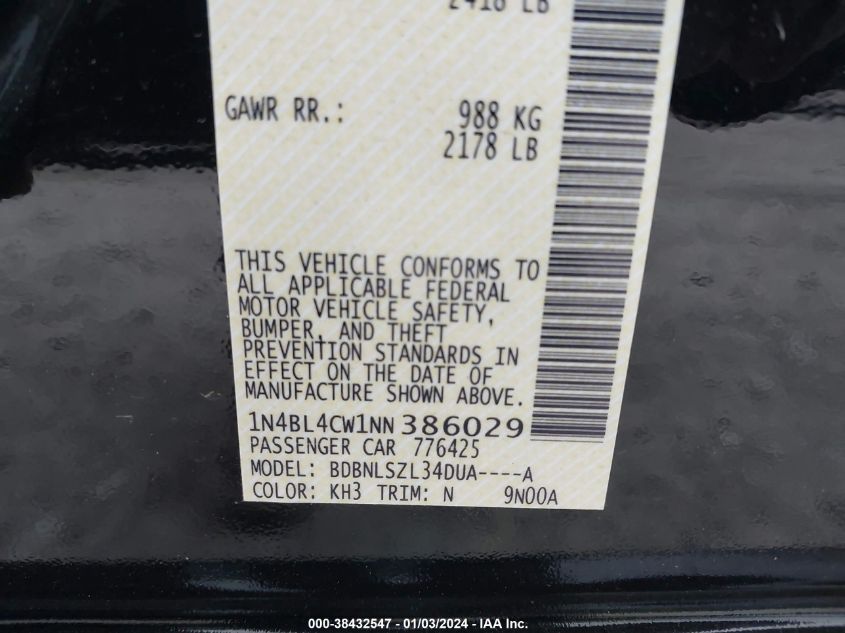 2418 LB
GAWR RR.: 988 KG
2178 LB
THIS VEHICLE CONFORMS TO
ALL APPLICABLE FEDERAL
MOTOR VEHICLE SAFETY,
BUMPER, AND THEFT
PREVENTION STANDARDS IN
EFFECT ON THE DATE OF
MANUFACTURE SHOWN ABOVE.
1N4BL4CW1NN386029
PASSENGER CAR 776425
MODEL: BDBNLSZL34DUA----A
COLOR: KH3 TRIM: N 9N00A
000-38432547 - 01/03/2024 - IAA Inc.